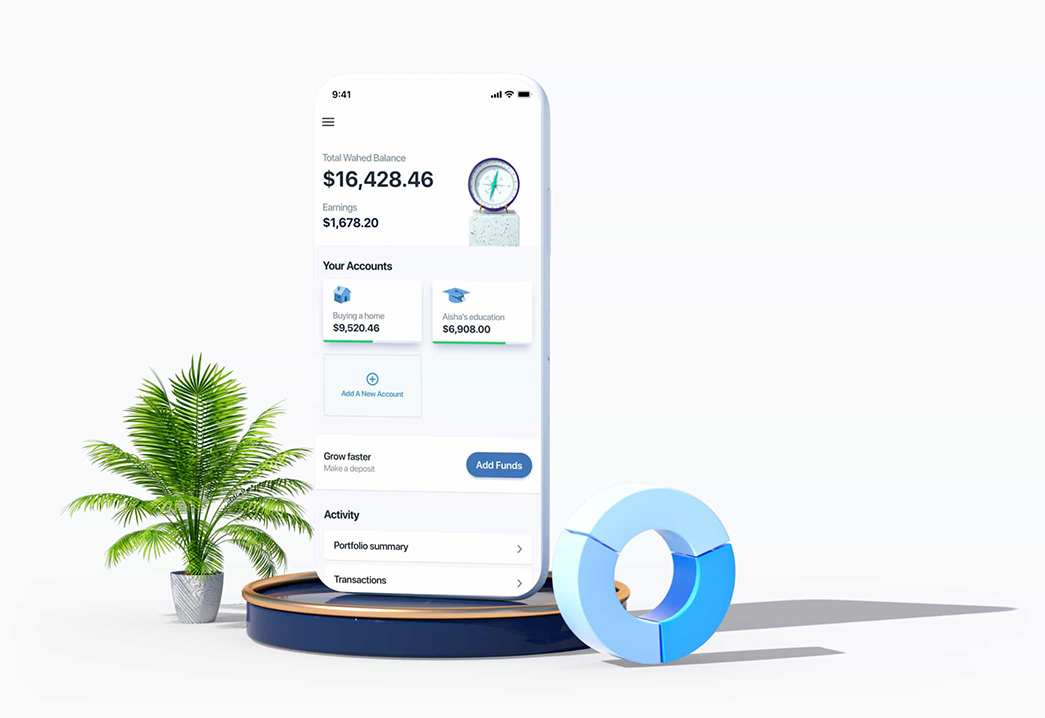 9:41
Total Wahed Balance
$16,428.46
Earnings
$1,678.20
Your Accounts
Buying a home
$9,520.46
Aisha's education
$6,908.00
Add A New Account
Grow faster
Make a deposit
Add Funds
Activity
Portfolio summary
Transactions